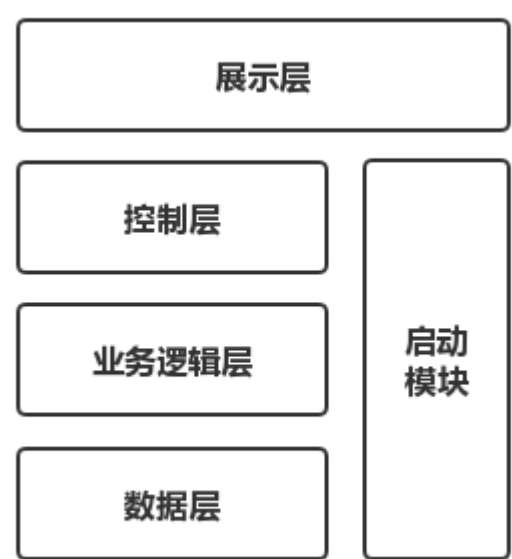 展示层
控制层
业务逻辑层
数据层
启动
模块